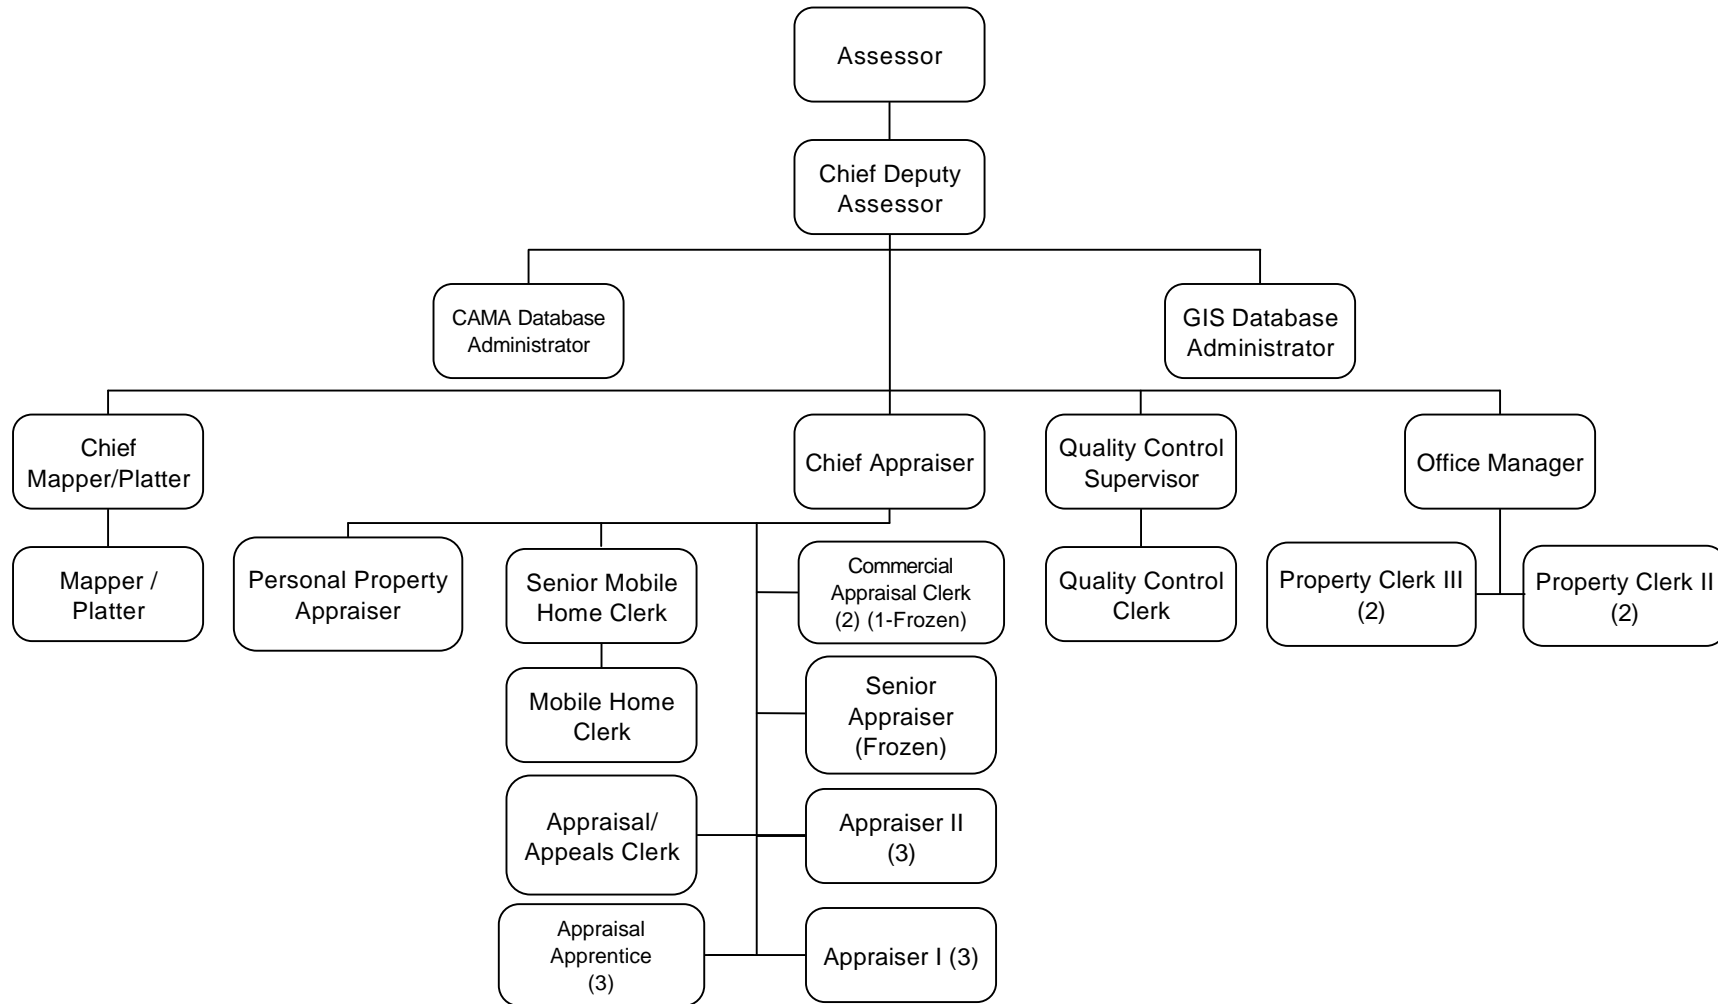 Assessor
Chief Deputy
Assessor
CAMA Database
Administrator
GIS Database
Administrator
Chief
Mapper/Platter
Chief Appraiser
Quality Control
Supervisor
Office Manager
Mapper /
Platter
Personal Property
Appraiser
Senior Mobile
Home Clerk
Commercial
Appraisal Clerk
(2) (1-Frozen)
Quality Control
Clerk
Property Clerk III
(2)
Property Clerk II
(2)
Mobile Home
Clerk
Senior
Appraiser
(Frozen)
Appraisal/
Appeals Clerk
Appraiser II
(3)
Appraisal
Apprentice
(3)
Appraiser I (3)